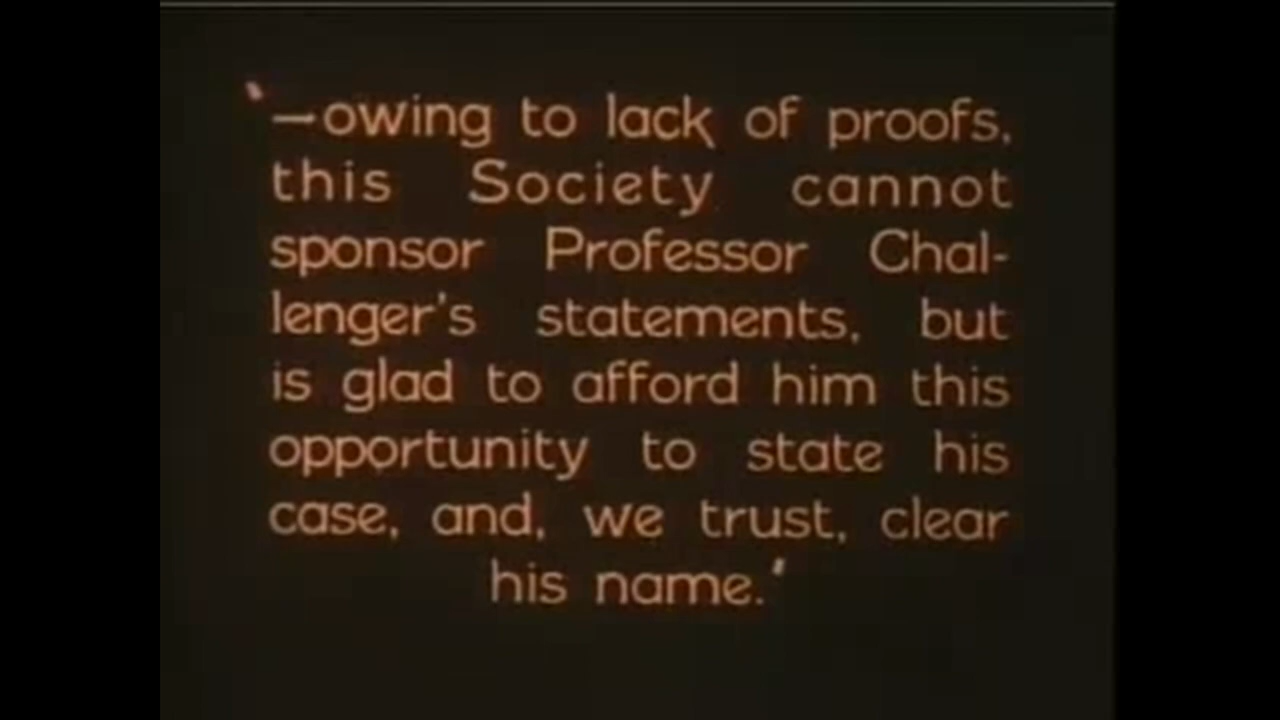 '—owing to lack of proofs,
this Society cannot
sponsor Professor Chal-
lenger's statements, but
is glad to afford him this
opportunity to state his
case, and, we trust, clear
his name.'